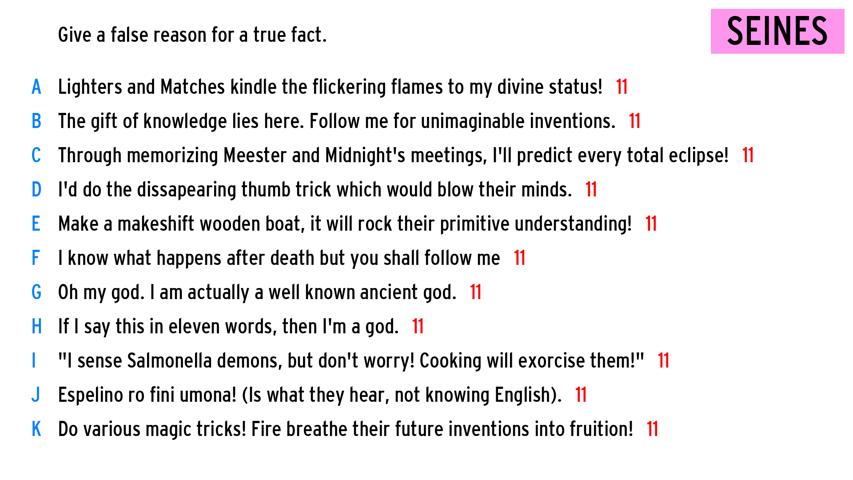 Give a false reason for a true fact.
SEINES
A Lighters and Matches kindle the flickering flames to my divine status! 11
B The gift of knowledge lies here. Follow me for unimaginable inventions. 11
C Through memorizing Meester and Midnight's meetings, I'll predict every total eclipse! 11
D I'd do the dissapearing thumb trick which would blow their minds. 11
E Make a makeshift wooden boat, it will rock their primitive understanding! 11
F I know what happens after death but you shall follow me 11
G Oh my god. I am actually a well known ancient god. 11
H If I say this in eleven words, then I'm a god. 11
I "I sense Salmonella demons, but don't worry! Cooking will exorcise them!" 11
J Espelino ro fini umona! (Is what they hear, not knowing English). 11
K Do various magic tricks! Fire breathe their future inventions into fruition! 11